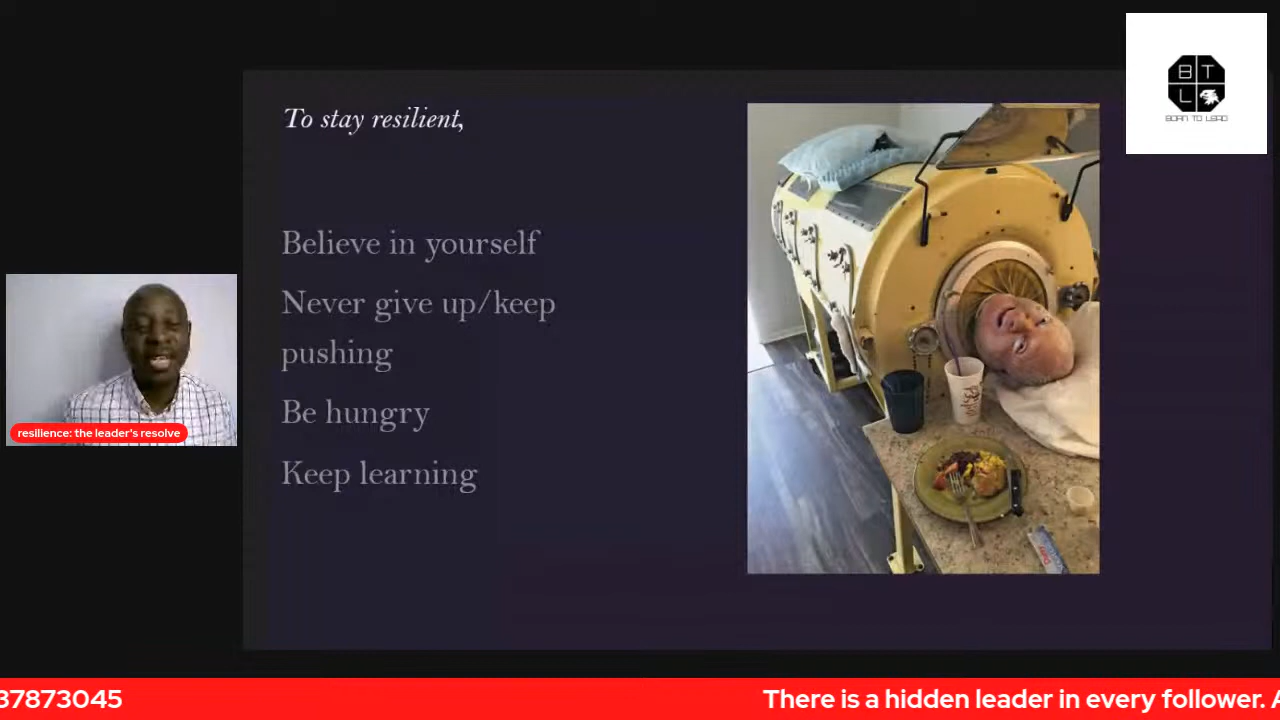 To stay resilient,
Believe in yourself
Never give up/keep
pushing
Be hungry
Keep learning
B T
L
BORN TO LEAD
resilience: the leader's resolve
37873045
There is a hidden leader in every follower. A